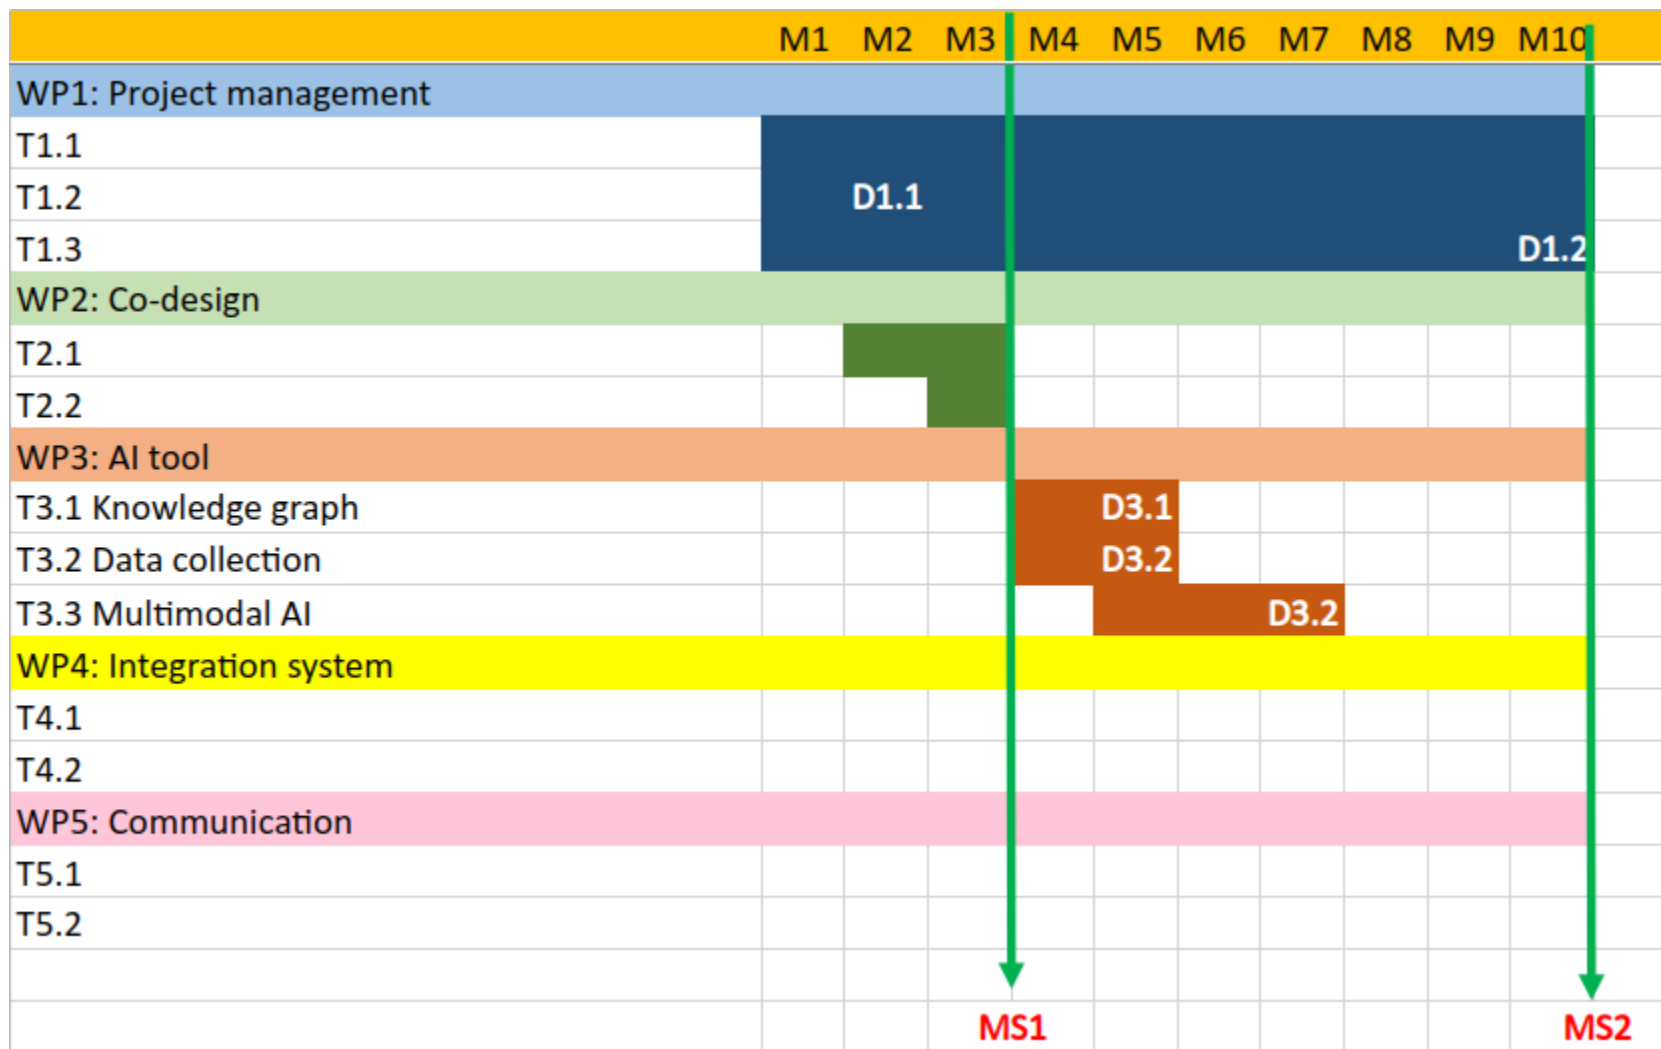 M1 M2 M3 M4 M5 M6 M7 M8 M9 M10
WP1: Project management
T1.1
T1.2 D1.1
T1.3 D1.2
WP2: Co-design
T2.1
T2.2
WP3: AI tool
T3.1 Knowledge graph D3.1
T3.2 Data collection D3.2
T3.3 Multimodal AI D3.2
WP4: Integration system
T4.1
T4.2
WP5: Communication
T5.1
T5.2
MS1 MS2